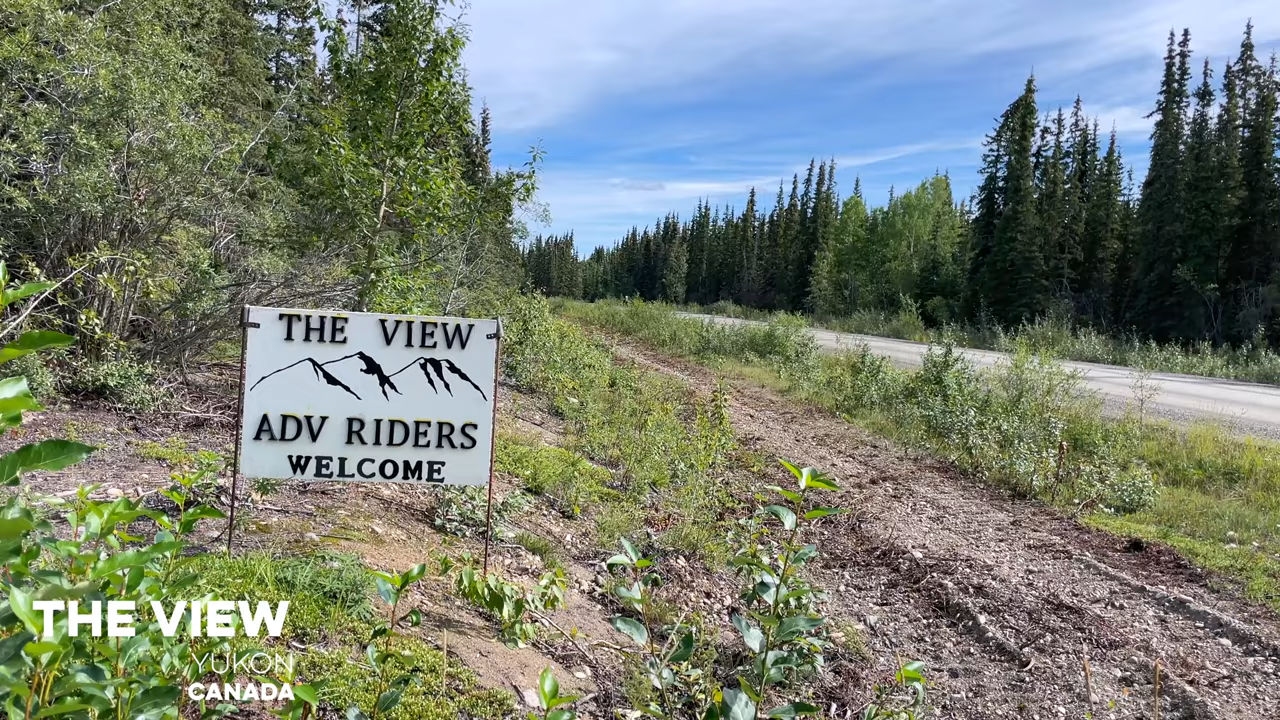 THE VIEW
ADV RIDERS
WELCOME
THE VIEW
YUKON
CANADA